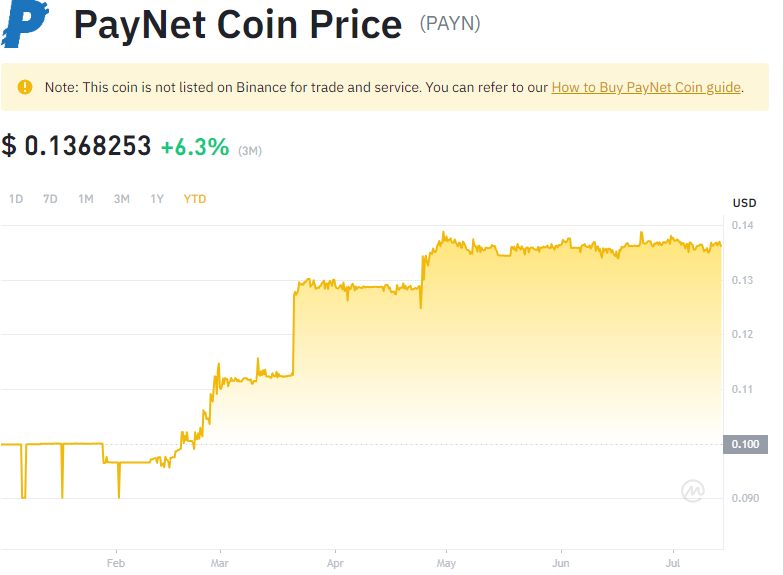 PayNet Coin Price (PAYN)
Note: This coin is not listed on Binance for trade and service. You can refer to our How to Buy PayNet Coin guide.
$ 0.1368253 +6.3% (3M)
1D 7D 1M 3M 1Y YTD
USD
0.14
0.13
0.12
0.11
0.100
0.090
Feb Mar Apr May Jun Jul